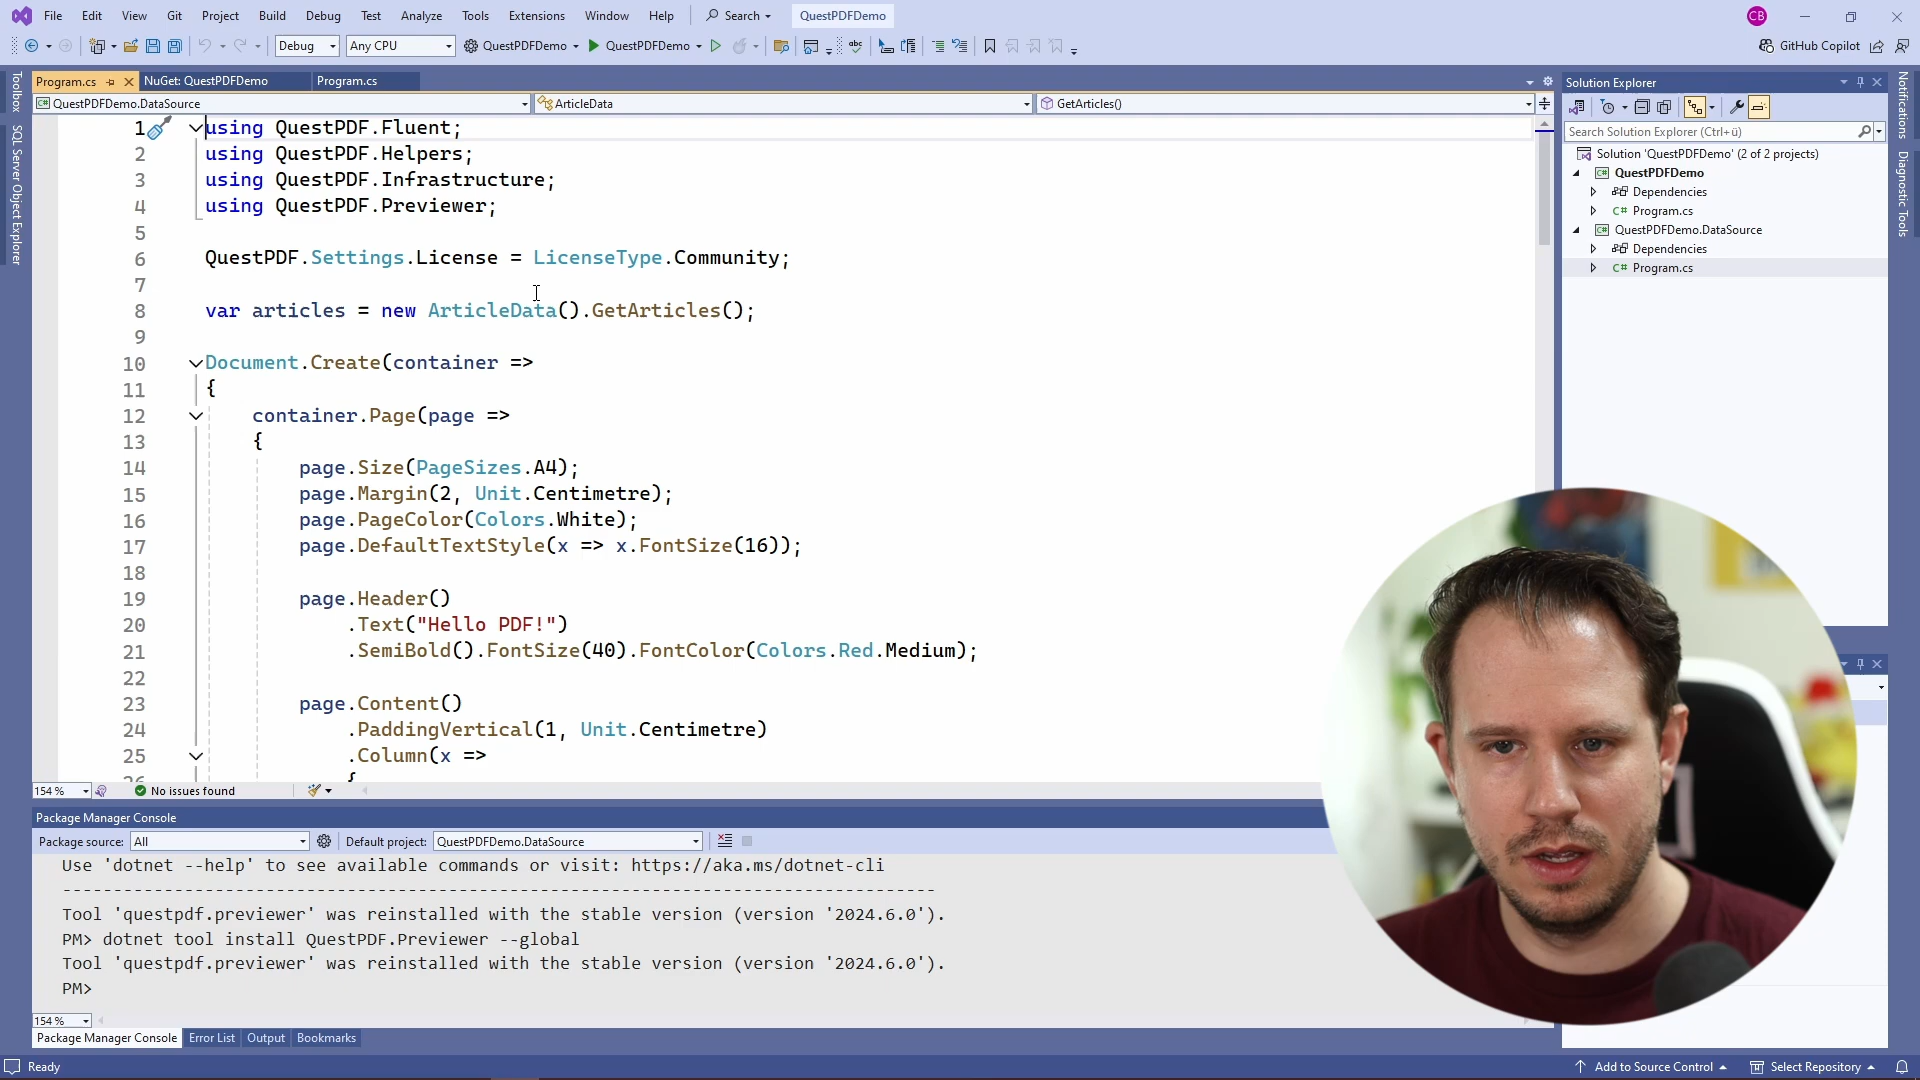 File Edit View Git Project Build Debug Test Analyze Tools Extensions Window Help Search QuestPDFDemo CB
Debug Any CPU QuestPDFDemo QuestPDFDemo GitHub Copilot
Toolbox
SQL Server Object Explorer
Program.cs NuGet: QuestPDFDemo Program.cs
QuestPDFDemo.DataSource ArticleData GetArticles()
1 using QuestPDF.Fluent;
2 using QuestPDF.Helpers;
3 using QuestPDF.Infrastructure;
4 using QuestPDF.Previewer;
5
6 QuestPDF.Settings.License = LicenseType.Community;
7
8 var articles = new ArticleData().GetArticles();
9
10 Document.Create(container =>
11 {
12 container.Page(page =>
13 {
14 page.Size(PageSizes.A4);
15 page.Margin(2, Unit.Centimetre);
16 page.PageColor(Colors.White);
17 page.DefaultTextStyle(x => x.FontSize(16));
18
19 page.Header()
20 .Text("Hello PDF!")
21 .SemiBold().FontSize(40).FontColor(Colors.Red.Medium);
22
23 page.Content()
24 .PaddingVertical(1, Unit.Centimetre)
25 .Column(x =>
26 {
154 % No issues found
Package Manager Console
Package source: All Default project: QuestPDFDemo.DataSource
Use 'dotnet --help' to see available commands or visit: https://aka.ms/dotnet-cli
--------------------------------------------------------------------------------------
Tool 'questpdf.previewer' was reinstalled with the stable version (version '2024.6.0').
PM> dotnet tool install QuestPDF.Previewer --global
Tool 'questpdf.previewer' was reinstalled with the stable version (version '2024.6.0').
PM>
154 %
Package Manager Console Error List Output Bookmarks
Ready Add to Source Control Select Repository
Solution Explorer
Search Solution Explorer (Ctrl+ü)
Solution 'QuestPDFDemo' (2 of 2 projects)
QuestPDFDemo
Dependencies
C# Program.cs
QuestPDFDemo.DataSource
Dependencies
C# Program.cs
Notifications
Diagnostic Tools